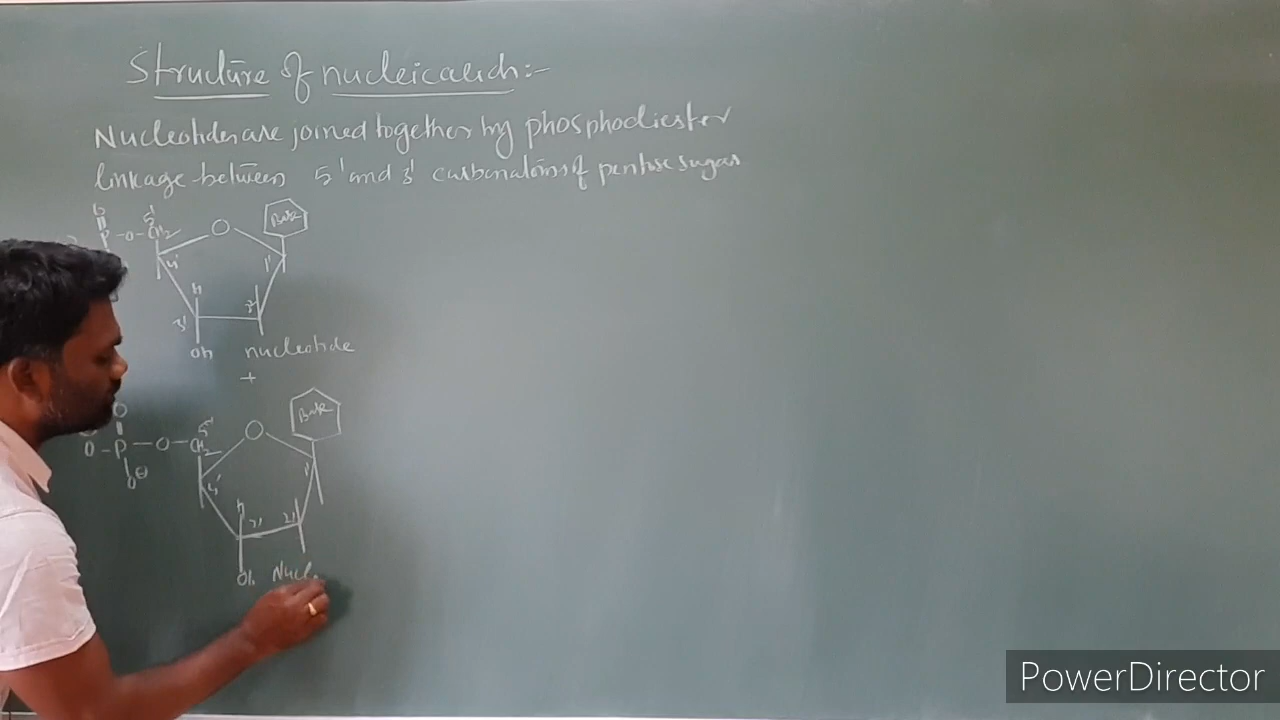 Structure of nucleicacid:-
Nucleotides are joined together by phosphodiester
linkage between 5' and 3' carbonatoms of pentose sugar
O
P-O-CH2 5' O Base
4' 1'
H
3' 2'
OH nucleotide
+
O Base
O-P-O-CH2 5' O
O⊖ 4' 1'
H 3' 2'
OH Nucl
PowerDirector